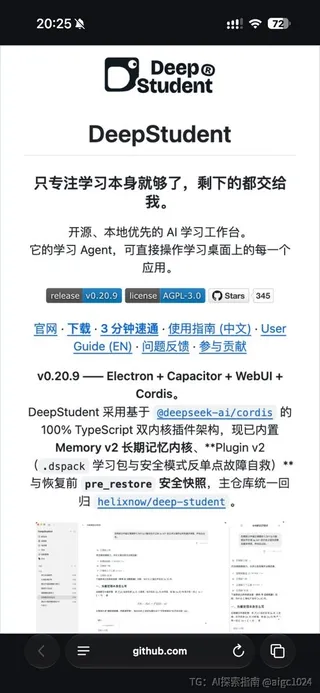 20:25
72
Deep
Student
®
DeepStudent
只专注学习本身就够了，剩下的都交给
我。
开源、本地优先的 AI 学习工作台。
它的学习 Agent，可直接操作学习桌面上的每一个
应用。
release v0.20.9 license AGPL-3.0 Stars 345
官网 · 下载 · 3 分钟速通 · 使用指南 (中文) · User
Guide (EN) · 问题反馈 · 参与贡献
v0.20.9 —— Electron + Capacitor + WebUI +
Cordis。
DeepStudent 采用基于 @deepseek-ai/cordis 的
100% TypeScript 双内核插件架构，现已内置
Memory v2 长期记忆内核、**Plugin v2
（.dspack 学习包与安全模式反单点故障自救）**
与恢复前 pre_restore 安全快照，主仓库统一回
归 helixnow/deep-student。
github.com
TG：AI探索指南 @aigc1024